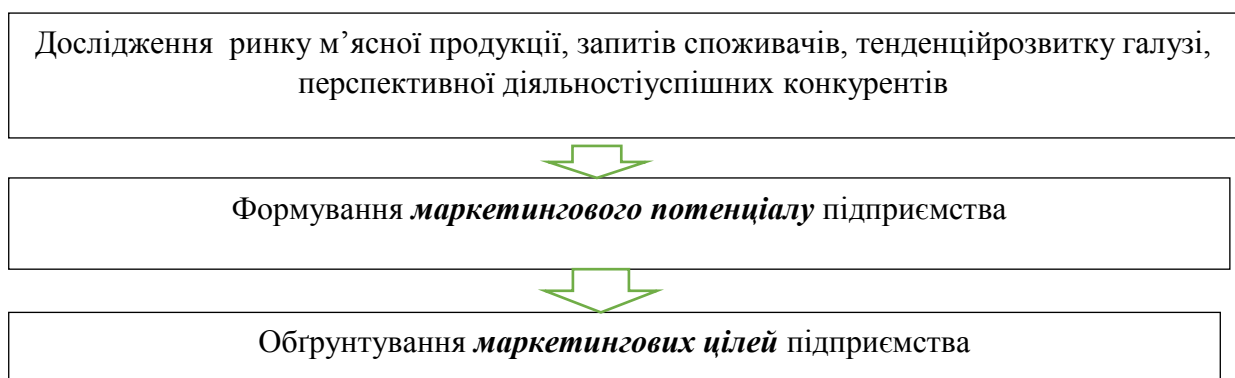 Дослідження ринку м’ясної продукції, запитів споживачів, тенденційрозвитку галузі,
перспективної діяльностіуспішних конкурентів
Формування маркетингового потенціалу підприємства
Обґрунтування маркетингових цілей підприємства